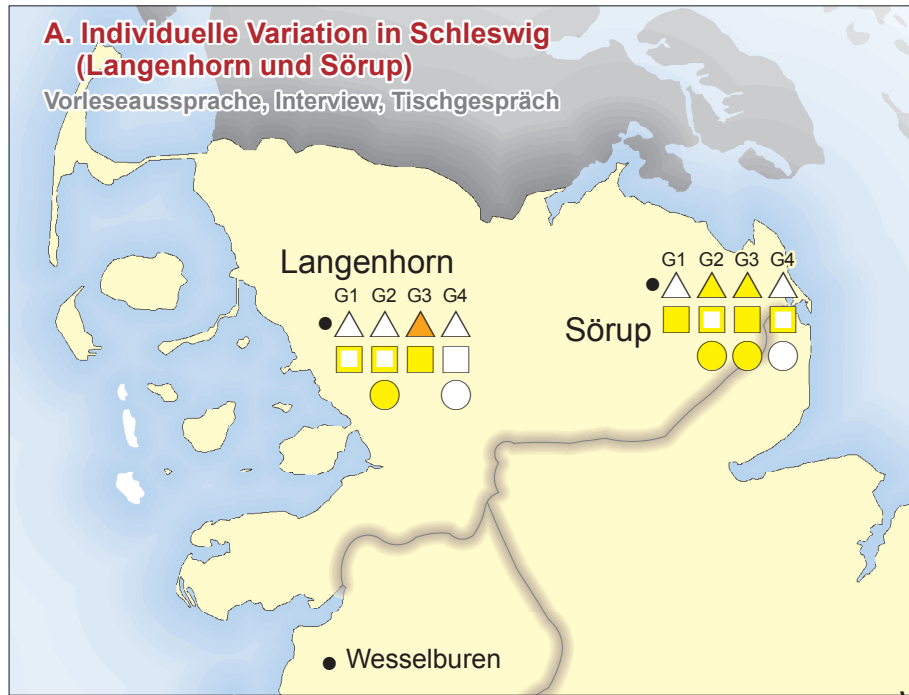 A. Individuelle Variation in Schleswig
(Langenhorn und Sörup)
Vorleseaussprache, Interview, Tischgespräch
Langenhorn
G1 G2 G3 G4
G1 G2 G3 G4
Sörup
Wesselburen